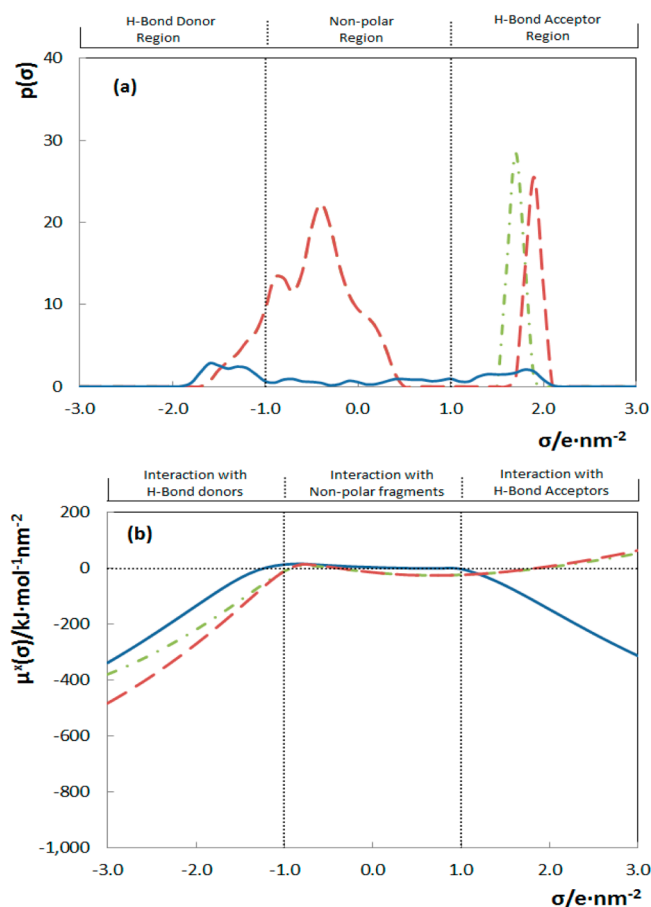 H-Bond Donor Region
Non-polar Region
H-Bond Acceptor Region
p(σ)
(a)
40
30
20
10
0
-3.0 -2.0 -1.0 0.0 1.0 2.0 3.0
σ/e·nm⁻²
Interaction with H-Bond donors
Interaction with Non-polar fragments
Interaction with H-Bond Acceptors
μˣ(σ)/kJ·mol⁻¹nm⁻²
(b)
200
0
-200
-400
-600
-800
-1,000
-3.0 -2.0 -1.0 0.0 1.0 2.0 3.0
σ/e·nm⁻²